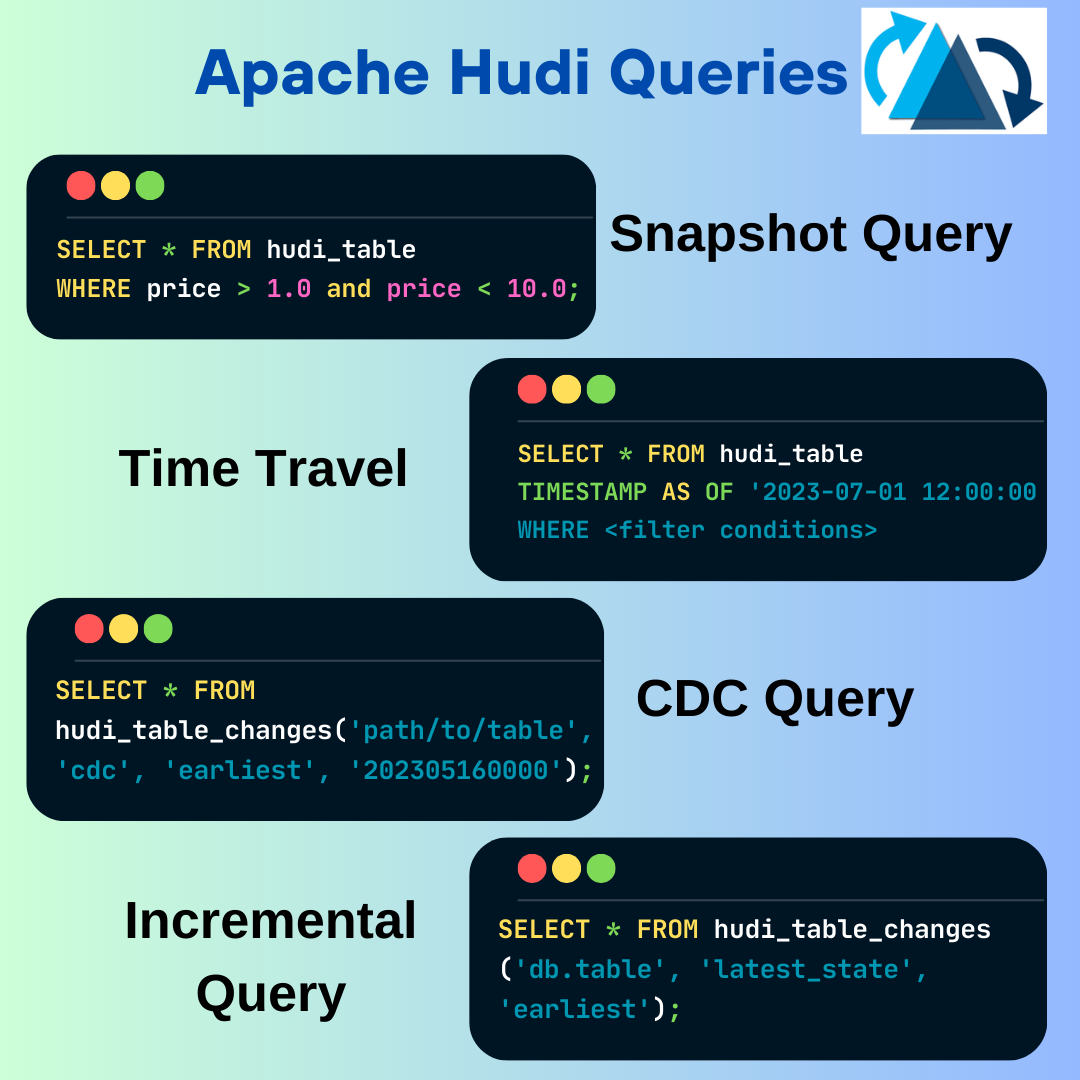 Apache Hudi Queries
SELECT * FROM hudi_table
WHERE price > 1.0 and price < 10.0;
Snapshot Query
Time Travel
SELECT * FROM hudi_table
TIMESTAMP AS OF '2023-07-01 12:00:00
WHERE <filter conditions>
SELECT * FROM
hudi_table_changes('path/to/table',
'cdc', 'earliest', '202305160000');
CDC Query
Incremental
Query
SELECT * FROM hudi_table_changes
('db.table', 'latest_state',
'earliest');